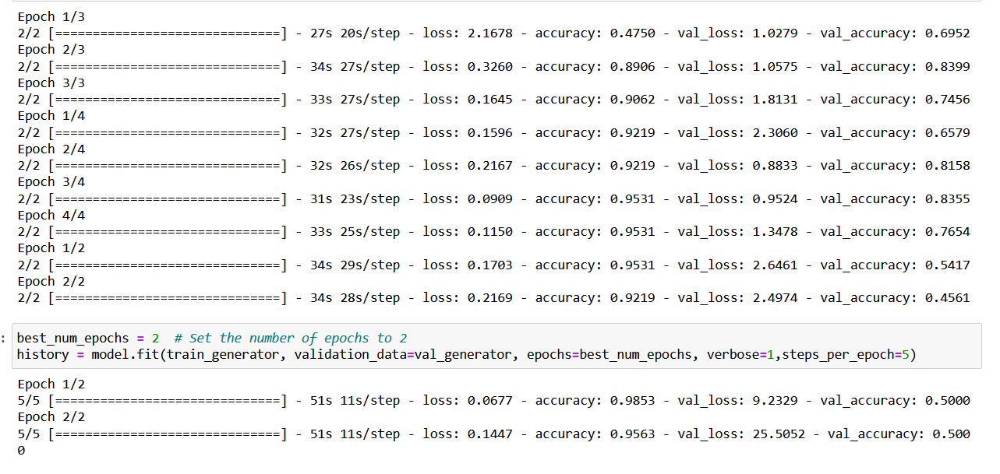 Epoch 1/3
2/2 [==============================] - 27s 20s/step - loss: 2.1678 - accuracy: 0.4750 - val_loss: 1.0279 - val_accuracy: 0.6952
Epoch 2/3
2/2 [==============================] - 34s 27s/step - loss: 0.3260 - accuracy: 0.8906 - val_loss: 1.0575 - val_accuracy: 0.8399
Epoch 3/3
2/2 [==============================] - 33s 27s/step - loss: 0.1645 - accuracy: 0.9062 - val_loss: 1.8131 - val_accuracy: 0.7456
Epoch 1/4
2/2 [==============================] - 32s 27s/step - loss: 0.1596 - accuracy: 0.9219 - val_loss: 2.3060 - val_accuracy: 0.6579
Epoch 2/4
2/2 [==============================] - 32s 26s/step - loss: 0.2167 - accuracy: 0.9219 - val_loss: 0.8833 - val_accuracy: 0.8158
Epoch 3/4
2/2 [==============================] - 31s 23s/step - loss: 0.0909 - accuracy: 0.9531 - val_loss: 0.9524 - val_accuracy: 0.8355
Epoch 4/4
2/2 [==============================] - 33s 25s/step - loss: 0.1150 - accuracy: 0.9531 - val_loss: 1.3478 - val_accuracy: 0.7654
Epoch 1/2
2/2 [==============================] - 34s 29s/step - loss: 0.1703 - accuracy: 0.9531 - val_loss: 2.6461 - val_accuracy: 0.5417
Epoch 2/2
2/2 [==============================] - 34s 28s/step - loss: 0.2169 - accuracy: 0.9219 - val_loss: 2.4974 - val_accuracy: 0.4561
: best_num_epochs = 2  # Set the number of epochs to 2
history = model.fit(train_generator, validation_data=val_generator, epochs=best_num_epochs, verbose=1,steps_per_epoch=5)
Epoch 1/2
5/5 [==============================] - 51s 11s/step - loss: 0.0677 - accuracy: 0.9853 - val_loss: 9.2329 - val_accuracy: 0.5000
Epoch 2/2
5/5 [==============================] - 51s 11s/step - loss: 0.1447 - accuracy: 0.9563 - val_loss: 25.5052 - val_accuracy: 0.500
0